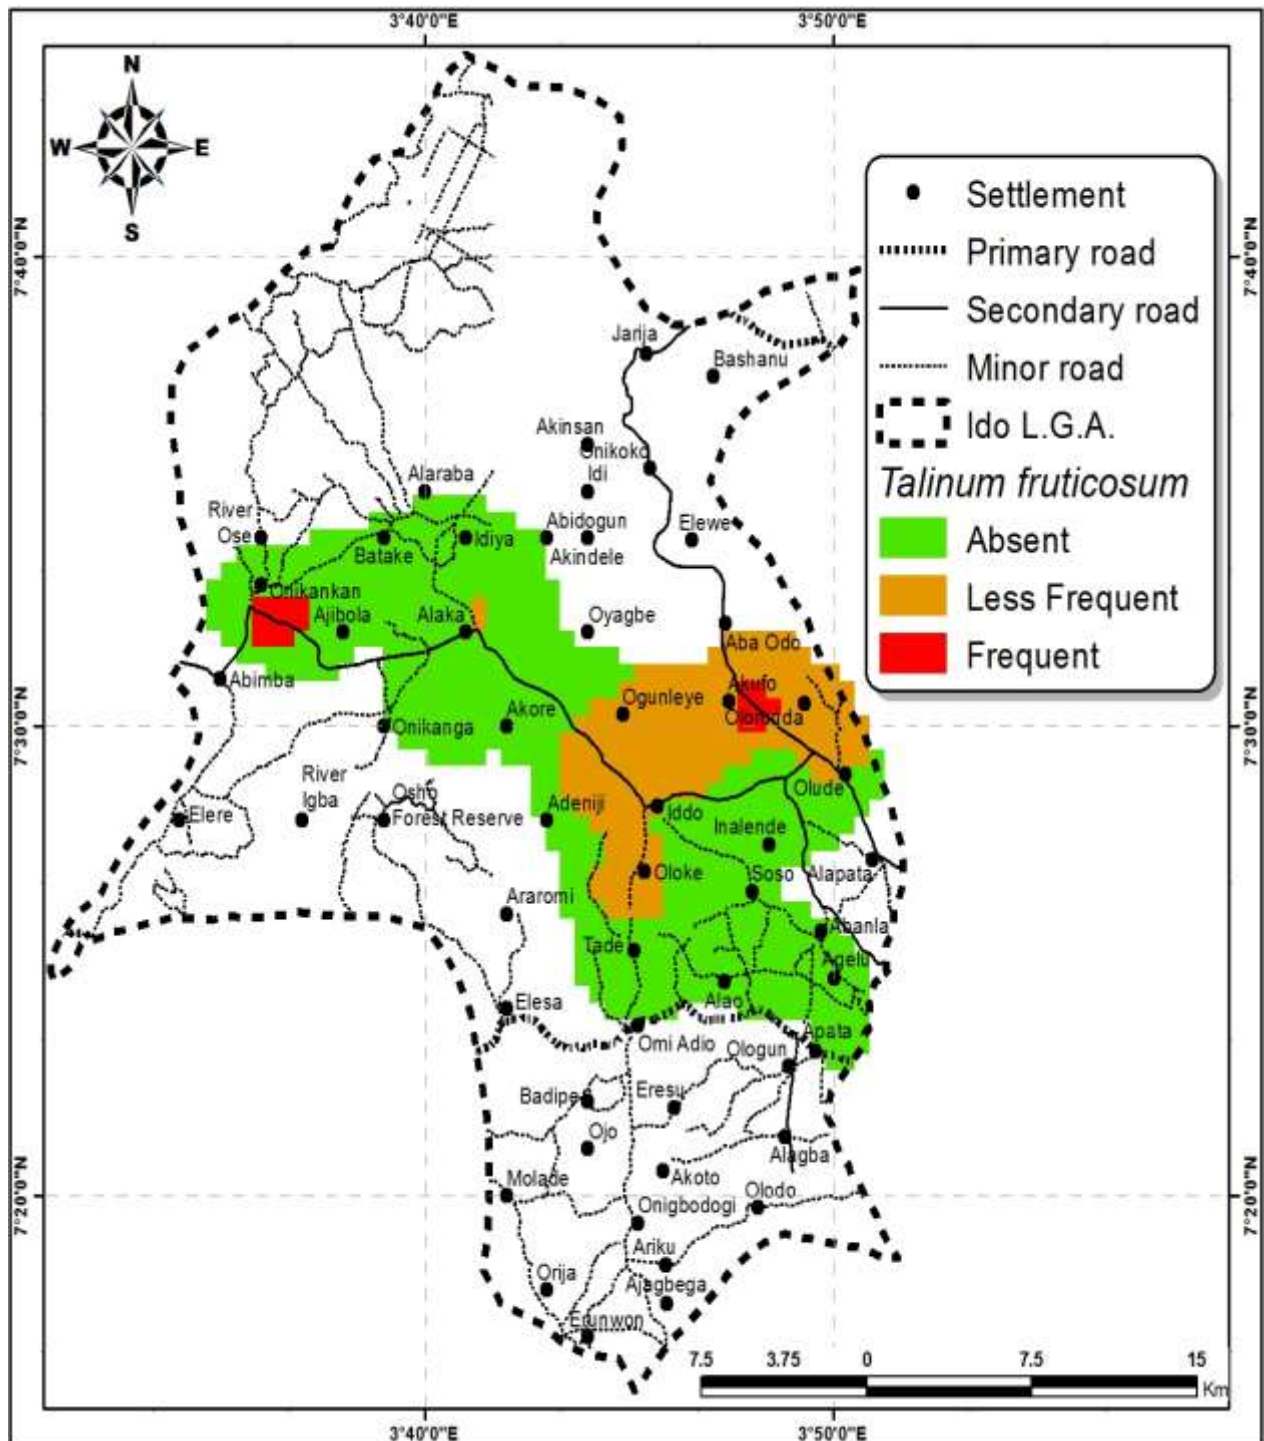 3°40'0"E 3°50'0"E
N
W E
S
7°40'0"N 7°40'0"N
Settlement
Primary road
Secondary road
Minor road
Ido L.G.A.
Talinum fruticosum
Absent
Less Frequent
Frequent
Jarija
Bashanu
Akinsan
Onikoko
Idi
Alaraba
River
Ose
Abidogun
Elewe
Batake
Idiya
Akindele
Onikankan
Ajibola
Alaka
Oyagbe
Aba Odo
Abimba
Akufo
Ogunleye
Akore
Olorunda
7°30'0"N 7°30'0"N
Onikanga
River
Igba
Osho
Forest Reserve
Elere
Adeniji
Iddo
Olude
Inalende
Oloke
Soso
Alapata
Araromi
Abanla
Tade
Agelu
Elesa
Alao
Apata
Omi Adio
Ologun
Badipe
Eresu
Ojo
Alagba
Molade
Akoto
Olodo
7°20'0"N 7°20'0"N
Onigbodogi
Ariku
Orija
Ajagbega
Erunwon
7.5 3.75 0 7.5 15
Km
3°40'0"E 3°50'0"E